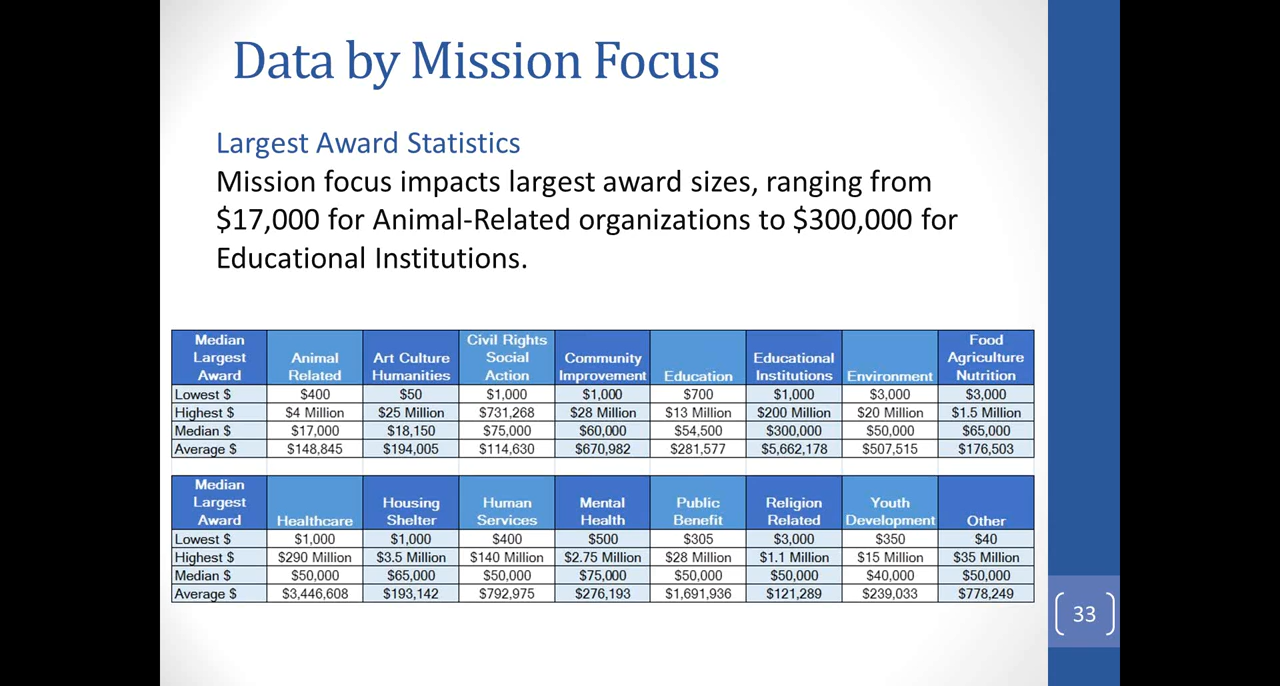 Data by Mission Focus
Largest Award Statistics
Mission focus impacts largest award sizes, ranging from
$17,000 for Animal-Related organizations to $300,000 for
Educational Institutions.
Median Largest Award Animal Related Art Culture Humanities Civil Rights Social Action Community Improvement Education Educational Institutions Environment Food Agriculture Nutrition
Lowest $ $400 $50 $1,000 $1,000 $700 $1,000 $3,000 $3,000
Highest $ $4 Million $25 Million $731,268 $28 Million $13 Million $200 Million $20 Million $1.5 Million
Median $ $17,000 $18,150 $75,000 $60,000 $54,500 $300,000 $50,000 $65,000
Average $ $148,845 $194,005 $114,630 $670,982 $281,577 $5,662,178 $507,515 $176,503
Median Largest Award Healthcare Housing Shelter Human Services Mental Health Public Benefit Religion Related Youth Development Other
Lowest $ $1,000 $1,000 $400 $500 $305 $3,000 $350 $40
Highest $ $290 Million $3.5 Million $140 Million $2.75 Million $28 Million $1.1 Million $15 Million $35 Million
Median $ $50,000 $65,000 $50,000 $75,000 $50,000 $50,000 $40,000 $50,000
Average $ $3,446,608 $193,142 $792,975 $276,193 $1,691,936 $121,289 $239,033 $778,249
33